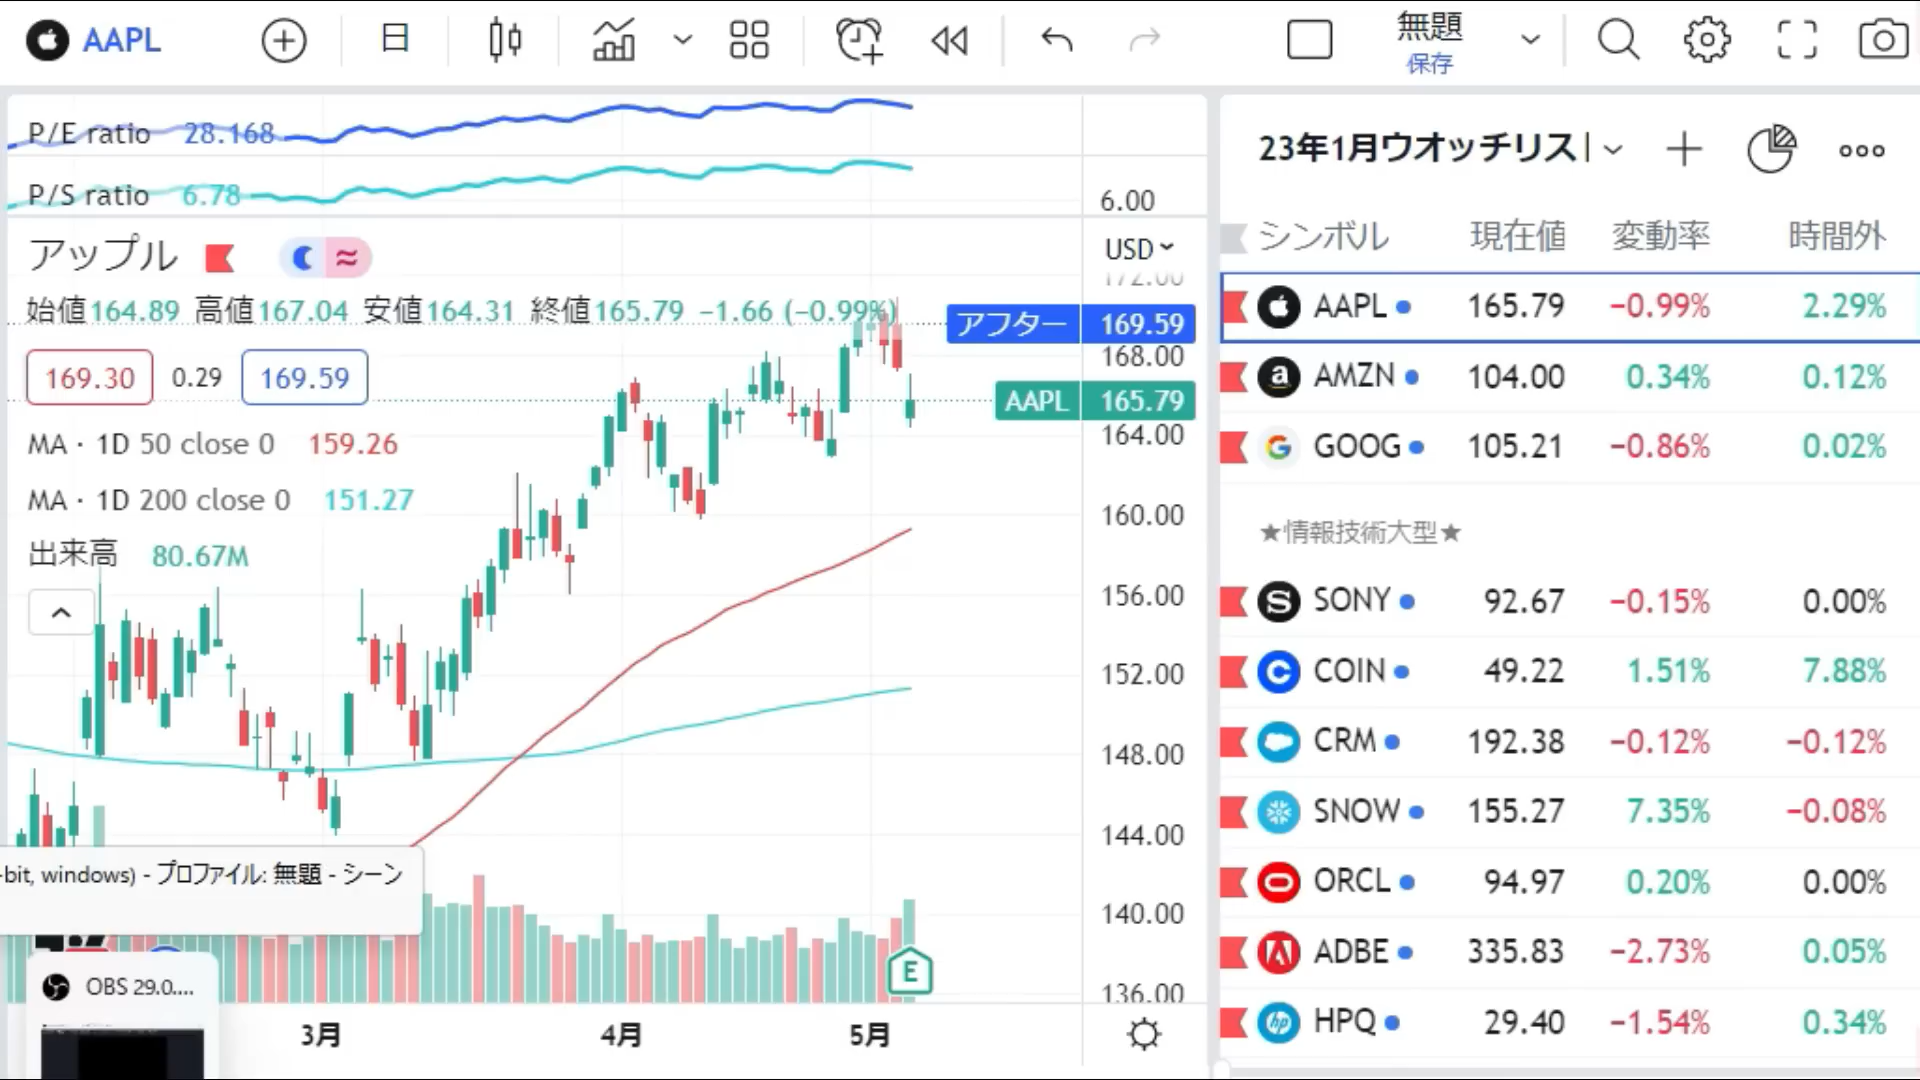 AAPL
日
無題
保存
P/E ratio 28.168
P/S ratio 6.78
6.00
アップル
USD
172.00
始値164.89 高値167.04 安値164.31 終値165.79 −1.66 (−0.99%)
アフター 169.59
168.00
169.30 0.29 169.59
AAPL 165.79
164.00
MA · 1D 50 close 0 159.26
MA · 1D 200 close 0 151.27
160.00
出来高 80.67M
156.00
152.00
148.00
144.00
-bit, windows) - プロファイル: 無題 - シーン
140.00
E
OBS 29.0....
136.00
3月 4月 5月
23年1月ウオッチリスト
シンボル 現在値 変動率 時間外
AAPL 165.79 −0.99% 2.29%
AMZN 104.00 0.34% 0.12%
GOOG 105.21 −0.86% 0.02%
★情報技術大型★
SONY 92.67 −0.15% 0.00%
COIN 49.22 1.51% 7.88%
CRM 192.38 −0.12% −0.12%
SNOW 155.27 7.35% −0.08%
ORCL 94.97 0.20% 0.00%
ADBE 335.83 −2.73% 0.05%
HPQ 29.40 −1.54% 0.34%